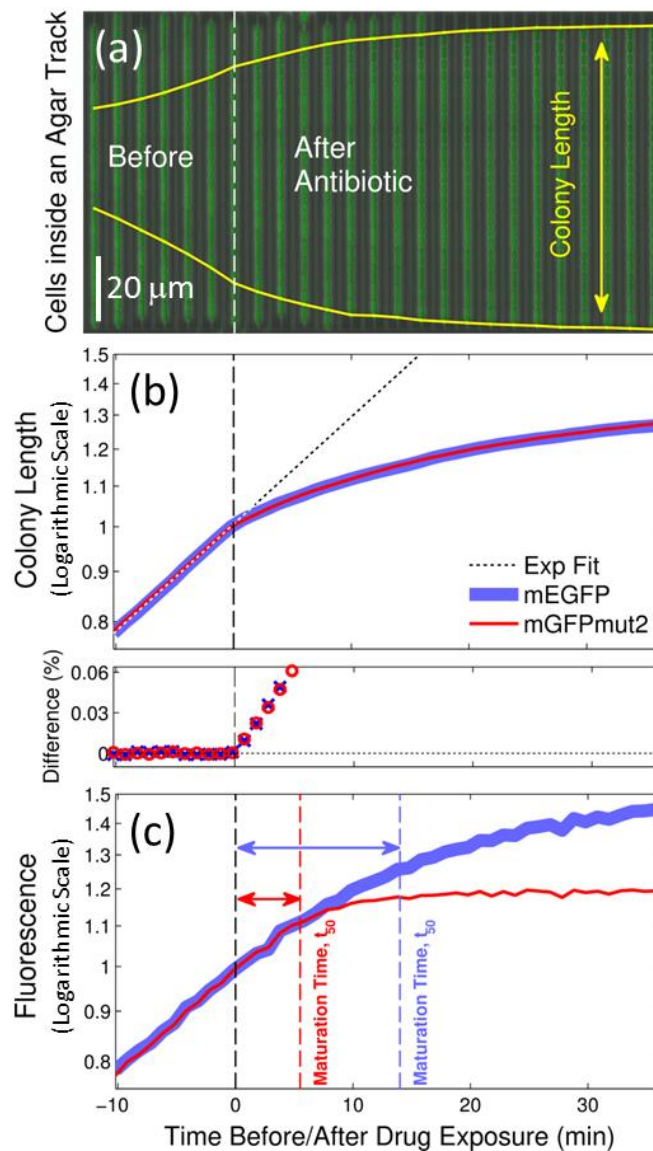 (a)
Cells inside an Agar Track
Before
After
Antibiotic
Colony Length
20 μm
(b)
Colony Length
(Logarithmic Scale)
1.5
1.3
1.2
1.1
1
0.9
0.8
Exp Fit
mEGFP
mGFPmut2
Difference (%)
0.06
0.03
0
(c)
Fluorescence
(Logarithmic Scale)
1.5
1.4
1.3
1.2
1.1
1
0.9
0.8
Maturation Time, t50
Maturation Time, t50
−10 0 10 20 30
Time Before/After Drug Exposure (min)